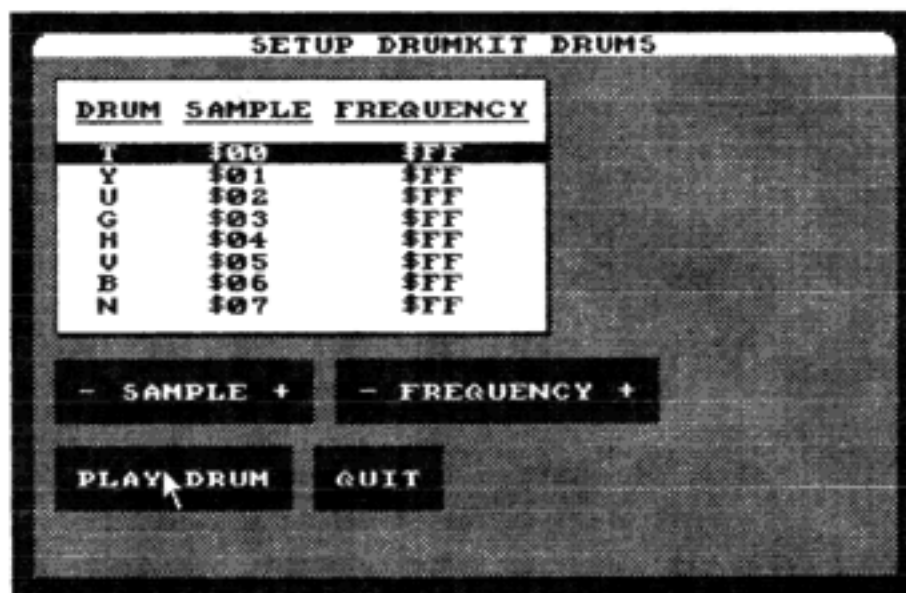 SETUP DRUMKIT DRUMS
DRUM SAMPLE FREQUENCY
T $00 $FF
Y $01 $FF
U $02 $FF
G $03 $FF
H $04 $FF
V $05 $FF
B $06 $FF
N $07 $FF
- SAMPLE + - FREQUENCY +
PLAY DRUM QUIT